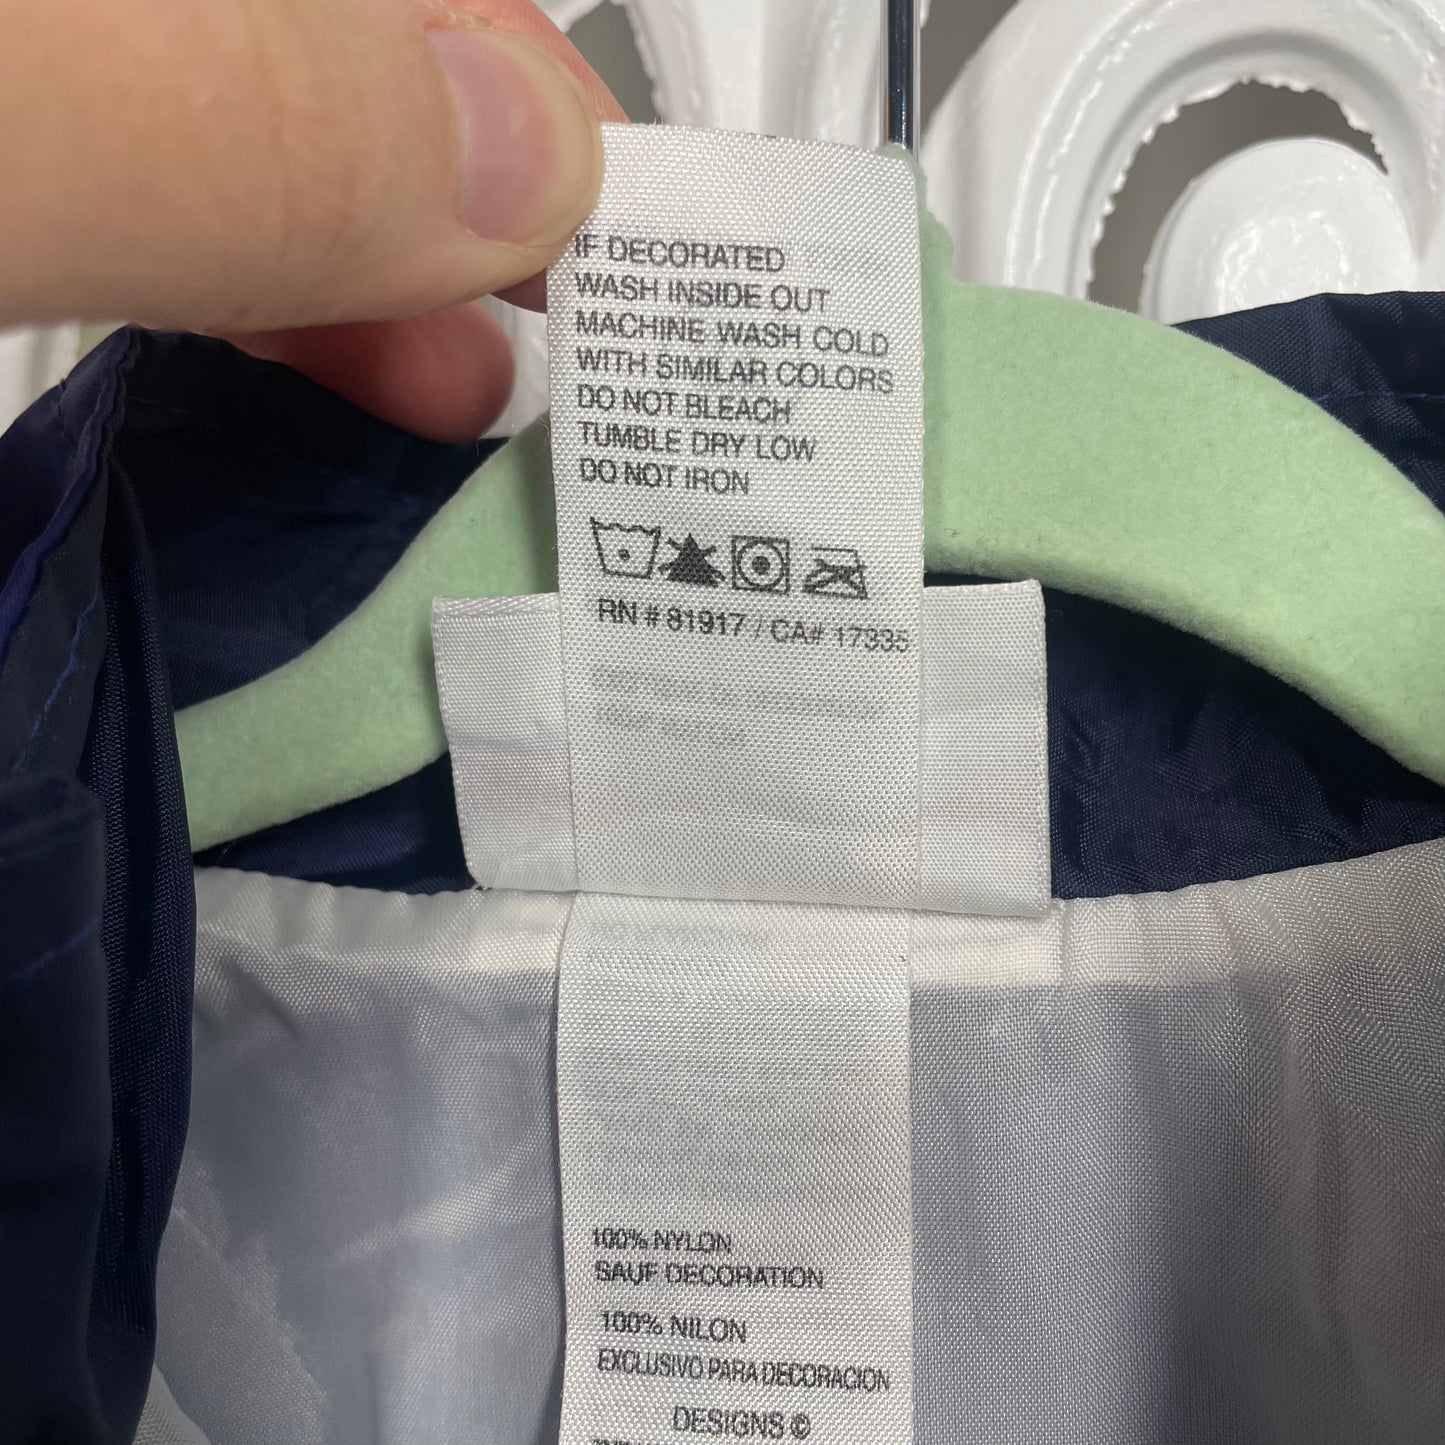 IF DECORATED
WASH INSIDE OUT
MACHINE WASH COLD
WITH SIMILAR COLORS
DO NOT BLEACH
TUMBLE DRY LOW
DO NOT IRON
RN # 81917 / CA# 17335
100% NYLON
SAUF DECORATION
100% NILON
EXCLUSIVO PARA DECORACION
DESIGNS ©